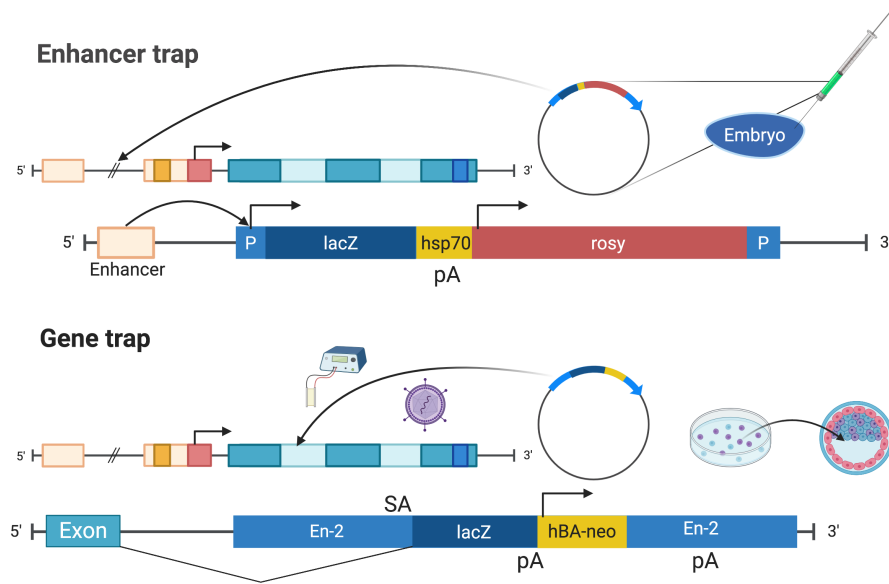 Enhancer trap
Embryo
5' 3'
5' P lacZ hsp70 rosy P 3
Enhancer pA
Gene trap
5' 3'
SA
5' Exon En-2 lacZ hBA-neo En-2 3'
pA pA